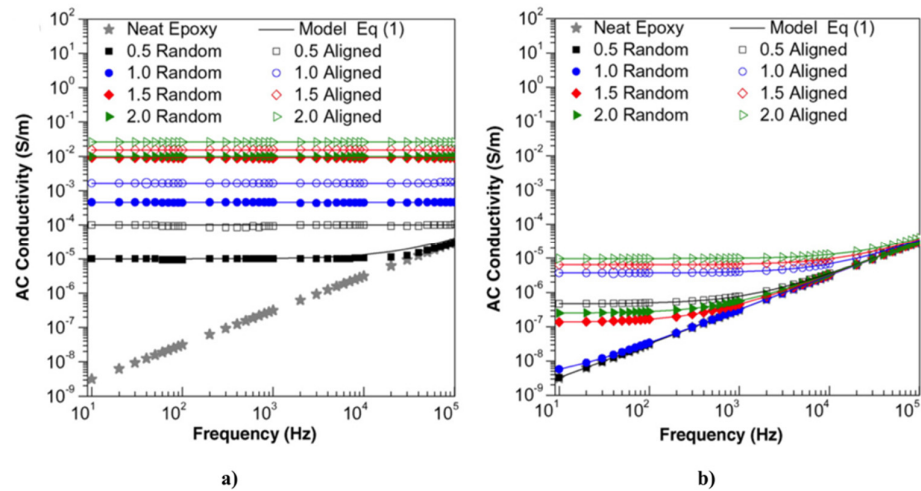 a)
10²
10¹
10⁰
10⁻¹
10⁻²
10⁻³
10⁻⁴
10⁻⁵
10⁻⁶
10⁻⁷
10⁻⁸
10⁻⁹
AC Conductivity (S/m)
Neat Epoxy Model Eq (1)
0.5 Random 0.5 Aligned
1.0 Random 1.0 Aligned
1.5 Random 1.5 Aligned
2.0 Random 2.0 Aligned
10¹ 10² 10³ 10⁴ 10⁵
Frequency (Hz)
a)
b)
10²
10¹
10⁰
10⁻¹
10⁻²
10⁻³
10⁻⁴
10⁻⁵
10⁻⁶
10⁻⁷
10⁻⁸
10⁻⁹
AC Conductivity (S/m)
Neat Epoxy Model Eq (1)
0.5 Random 0.5 Aligned
1.0 Random 1.0 Aligned
1.5 Random 1.5 Aligned
2.0 Random 2.0 Aligned
10¹ 10² 10³ 10⁴ 10⁵
Frequency (Hz)
b)